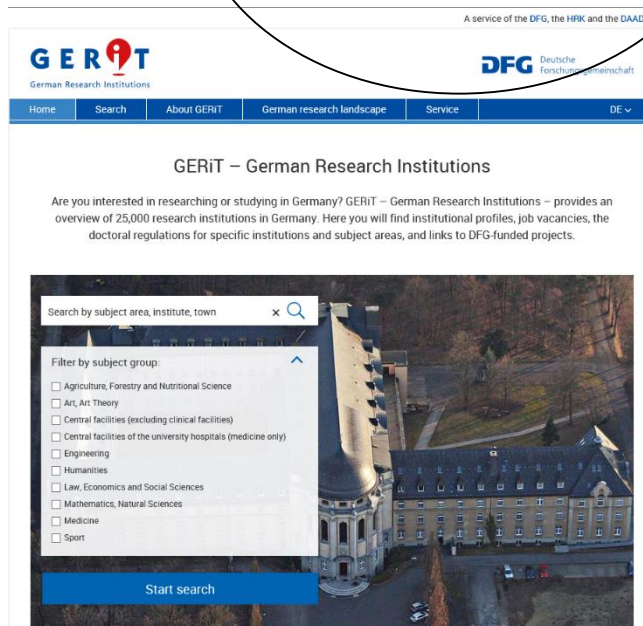 A service of the DFG, the HRK and the DAAD
GERiT
German Research Institutions
DFG Deutsche
Forschungsgemeinschaft
Home Search About GERiT German research landscape Service DE
GERiT – German Research Institutions
Are you interested in researching or studying in Germany? GERiT – German Research Institutions – provides an
overview of 25,000 research institutions in Germany. Here you will find institutional profiles, job vacancies, the
doctoral regulations for specific institutions and subject areas, and links to DFG-funded projects.
Search by subject area, institute, town x
Filter by subject group:
Agriculture, Forestry and Nutritional Science
Art, Art Theory
Central facilities (excluding clinical facilities)
Central facilities of the university hospitals (medicine only)
Engineering
Humanities
Law, Economics and Social Sciences
Mathematics, Natural Sciences
Medicine
Sport
Start search